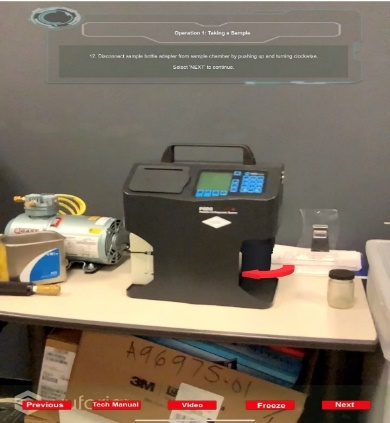 Operation 1: Taking a Sample
12. Disconnect sample bottle adapter from sample chamber by pushing up and turning clockwise.
Select 'NEXT' to continue.
A96975.01
3M
Previous
Tech Manual
Video
Freeze
Next